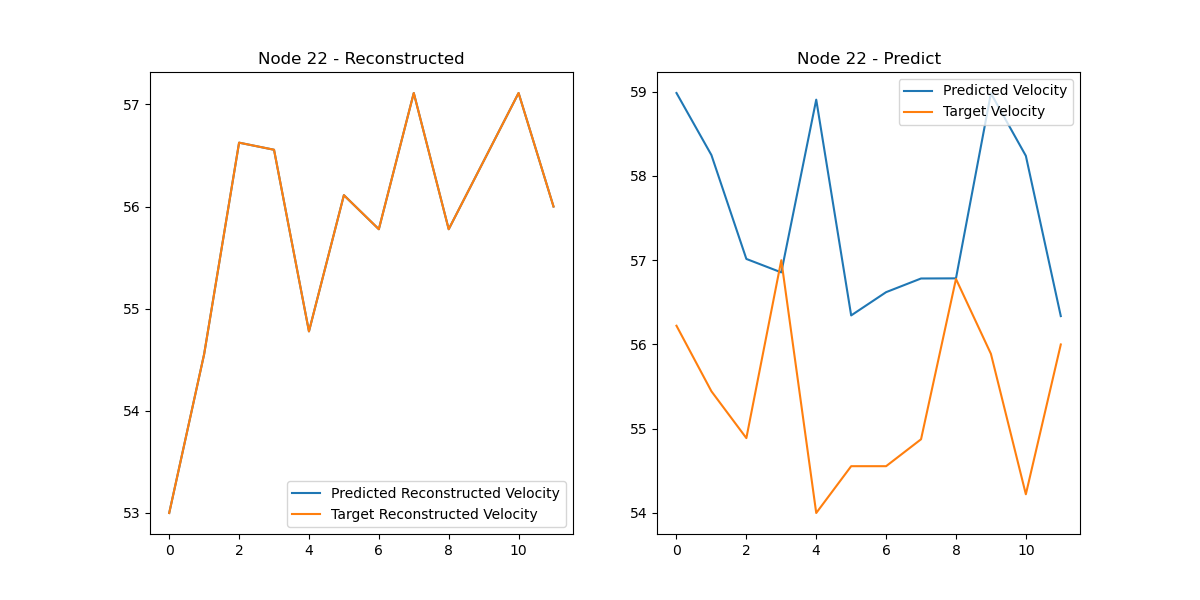 Node 22 - Reconstructed
57
56
55
54
53
0 2 4 6 8 10
Predicted Reconstructed Velocity
Target Reconstructed Velocity
Node 22 - Predict
59
58
57
56
55
54
0 2 4 6 8 10
Predicted Velocity
Target Velocity